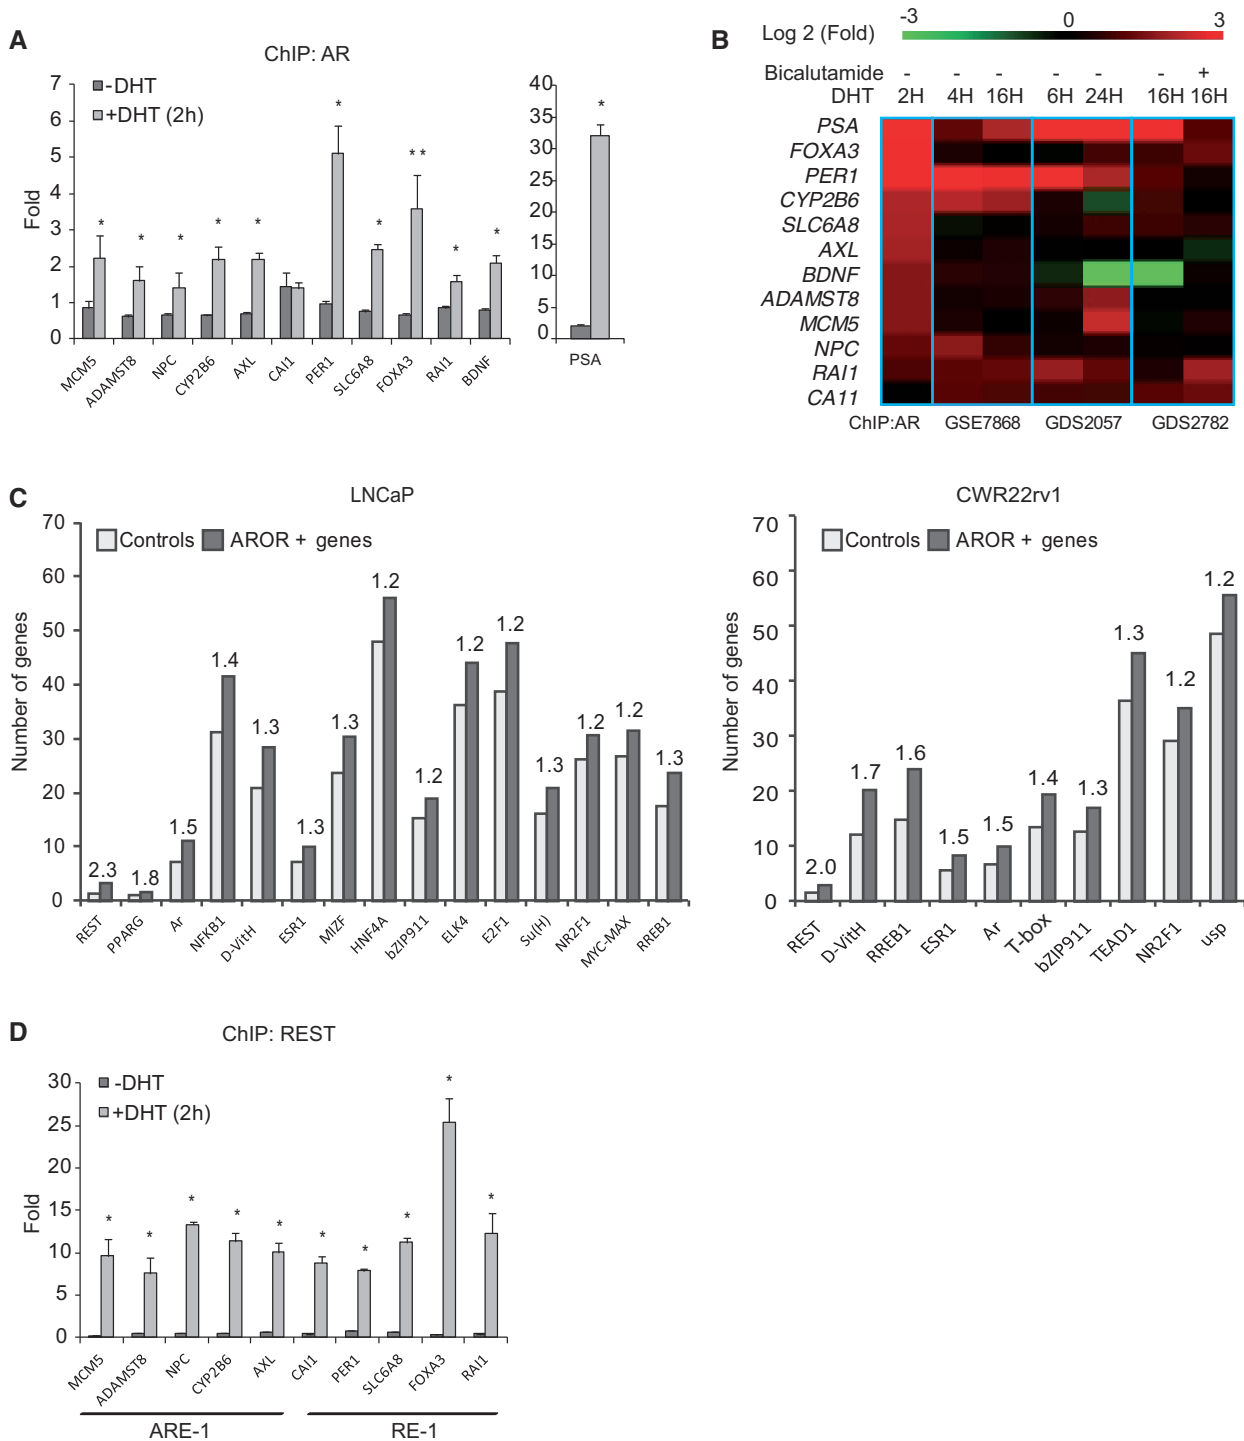 A
ChIP: AR
-DHT
+DHT (2h)
Fold
7
6
5
4
3
2
1
0
* * * * * * * ** * *
MCM5 ADAMST8 NPC CYP2B6 AXL CAI1 PER1 SLC6A8 FOXA3 RAI1 BDNF
40
35
30
25
20
15
10
5
0
*
PSA
B
Log 2 (Fold)
-3 0 3
Bicalutamide - - - - - - +
DHT 2H 4H 16H 6H 24H 16H 16H
PSA
FOXA3
PER1
CYP2B6
SLC6A8
AXL
BDNF
ADAMST8
MCM5
NPC
RAI1
CA11
ChIP:AR GSE7868 GDS2057 GDS2782
C
LNCaP
Controls AROR + genes
Number of genes
70
60
50
40
30
20
10
0
2.3 1.8 1.5 1.4 1.3 1.3 1.3 1.2 1.2 1.2 1.2 1.3 1.2 1.2 1.3
REST PPARG Ar NFKB1 D-VitH ESR1 MIZF HNF4A bZIP911 ELK4 E2F1 Su(H) NR2F1 MYC-MAX RREB1
CWR22rv1
Controls AROR + genes
Number of genes
70
60
50
40
30
20
10
0
2.0 1.7 1.6 1.5 1.5 1.4 1.3 1.3 1.2 1.2
REST D-VitH RREB1 ESR1 Ar T-box bZIP911 TEAD1 NR2F1 usp
D
ChIP: REST
-DHT
+DHT (2h)
Fold
30
25
20
15
10
5
0
* * * * * * * * * *
MCM5 ADAMST8 NPC CYP2B6 AXL CAI1 PER1 SLC6A8 FOXA3 RAI1
ARE-1 RE-1